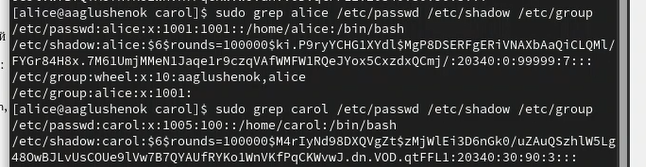 [alice@aaglushenok carol]$ sudo grep alice /etc/passwd /etc/shadow /etc/group
/etc/passwd:alice:x:1001:1001::/home/alice:/bin/bash
/etc/shadow:alice:$6$rounds=100000$ki.P9ryYCHG1XYdl$MgP8DSERFgERiVNAXbAaQiCLQMl/
FYGr84H8x.7M61UmjMMeN1Jaqe1r9czqVAfWMFW1RQeJYox5CxzdxQCmj/:20340:0:99999:7:::
/etc/group:wheel:x:10:aaglushenok,alice
/etc/group:alice:x:1001:
[alice@aaglushenok carol]$ sudo grep carol /etc/passwd /etc/shadow /etc/group
/etc/passwd:carol:x:1005:100::/home/carol:/bin/bash
/etc/shadow:carol:$6$rounds=100000$M4rIyNd98DXQVgZt$zMjWlEi3D6nGk0/uZAuQSzhlW5Lg
48OwBJLvUsCOUe9lVw7B7QYAUfRYKo1WnVKfPqCKWvwJ.dn.VOD.qtFFL1:20340:30:90:3:::